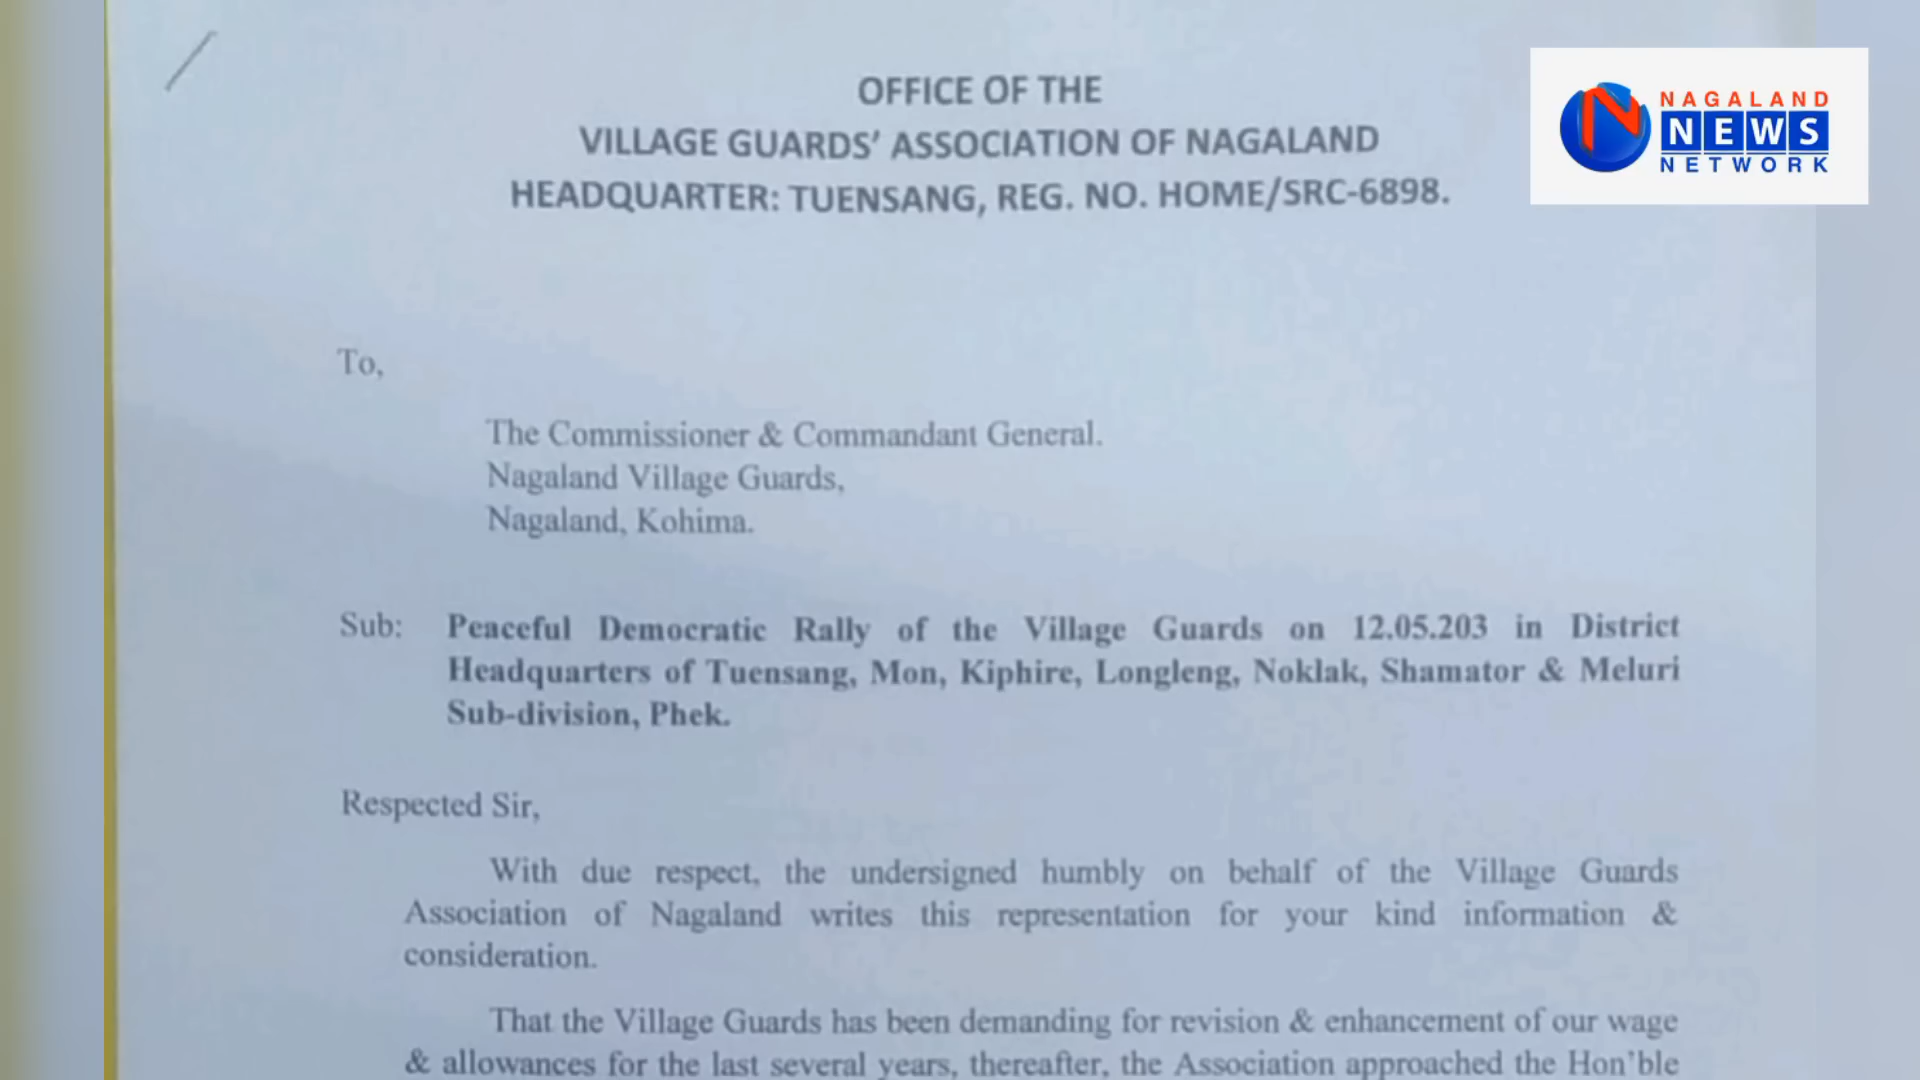 OFFICE OF THE
VILLAGE GUARDS’ ASSOCIATION OF NAGALAND
HEADQUARTER: TUENSANG, REG. NO. HOME/SRC-6898.
NAGALAND
NEWS
NETWORK
To,
The Commissioner & Commandant General.
Nagaland Village Guards,
Nagaland, Kohima.
Sub: Peaceful Democratic Rally of the Village Guards on 12.05.203 in District
Headquarters of Tuensang, Mon, Kiphire, Longleng, Noklak, Shamator & Meluri
Sub-division, Phek.
Respected Sir,
With due respect, the undersigned humbly on behalf of the Village Guards
Association of Nagaland writes this representation for your kind information &
consideration.
That the Village Guards has been demanding for revision & enhancement of our wage
& allowances for the last several years, thereafter, the Association approached the Hon’ble